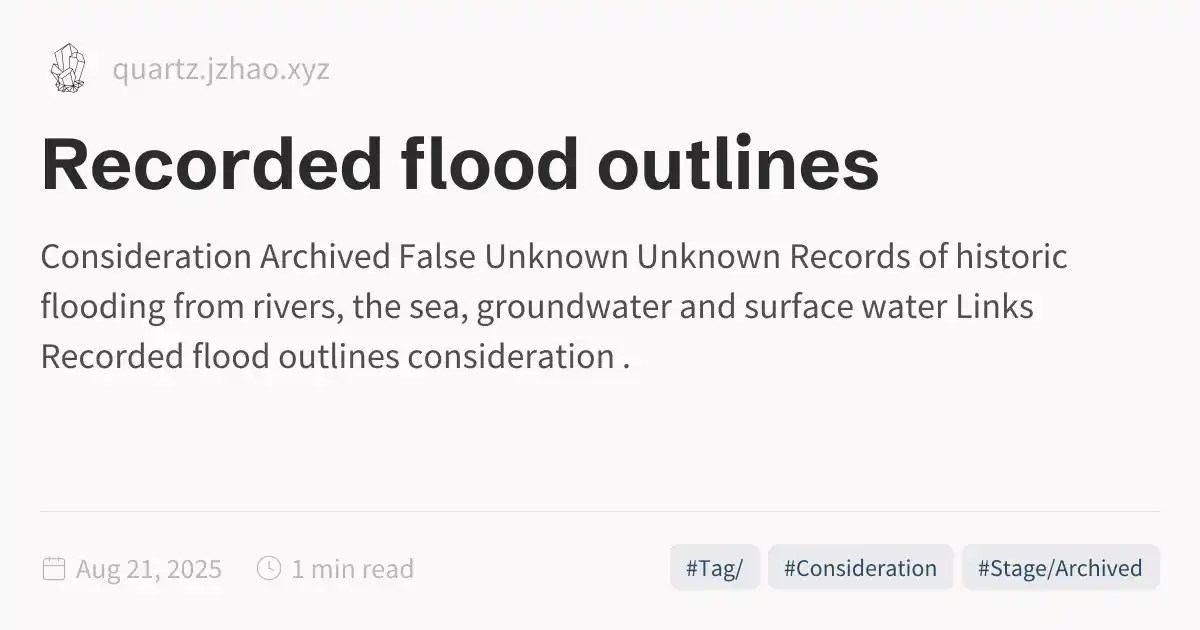 quartz.jzhao.xyz
Recorded flood outlines
Consideration Archived False Unknown Unknown Records of historic
flooding from rivers, the sea, groundwater and surface water Links
Recorded flood outlines consideration .
Aug 21, 2025 1 min read #Tag/ #Consideration #Stage/Archived